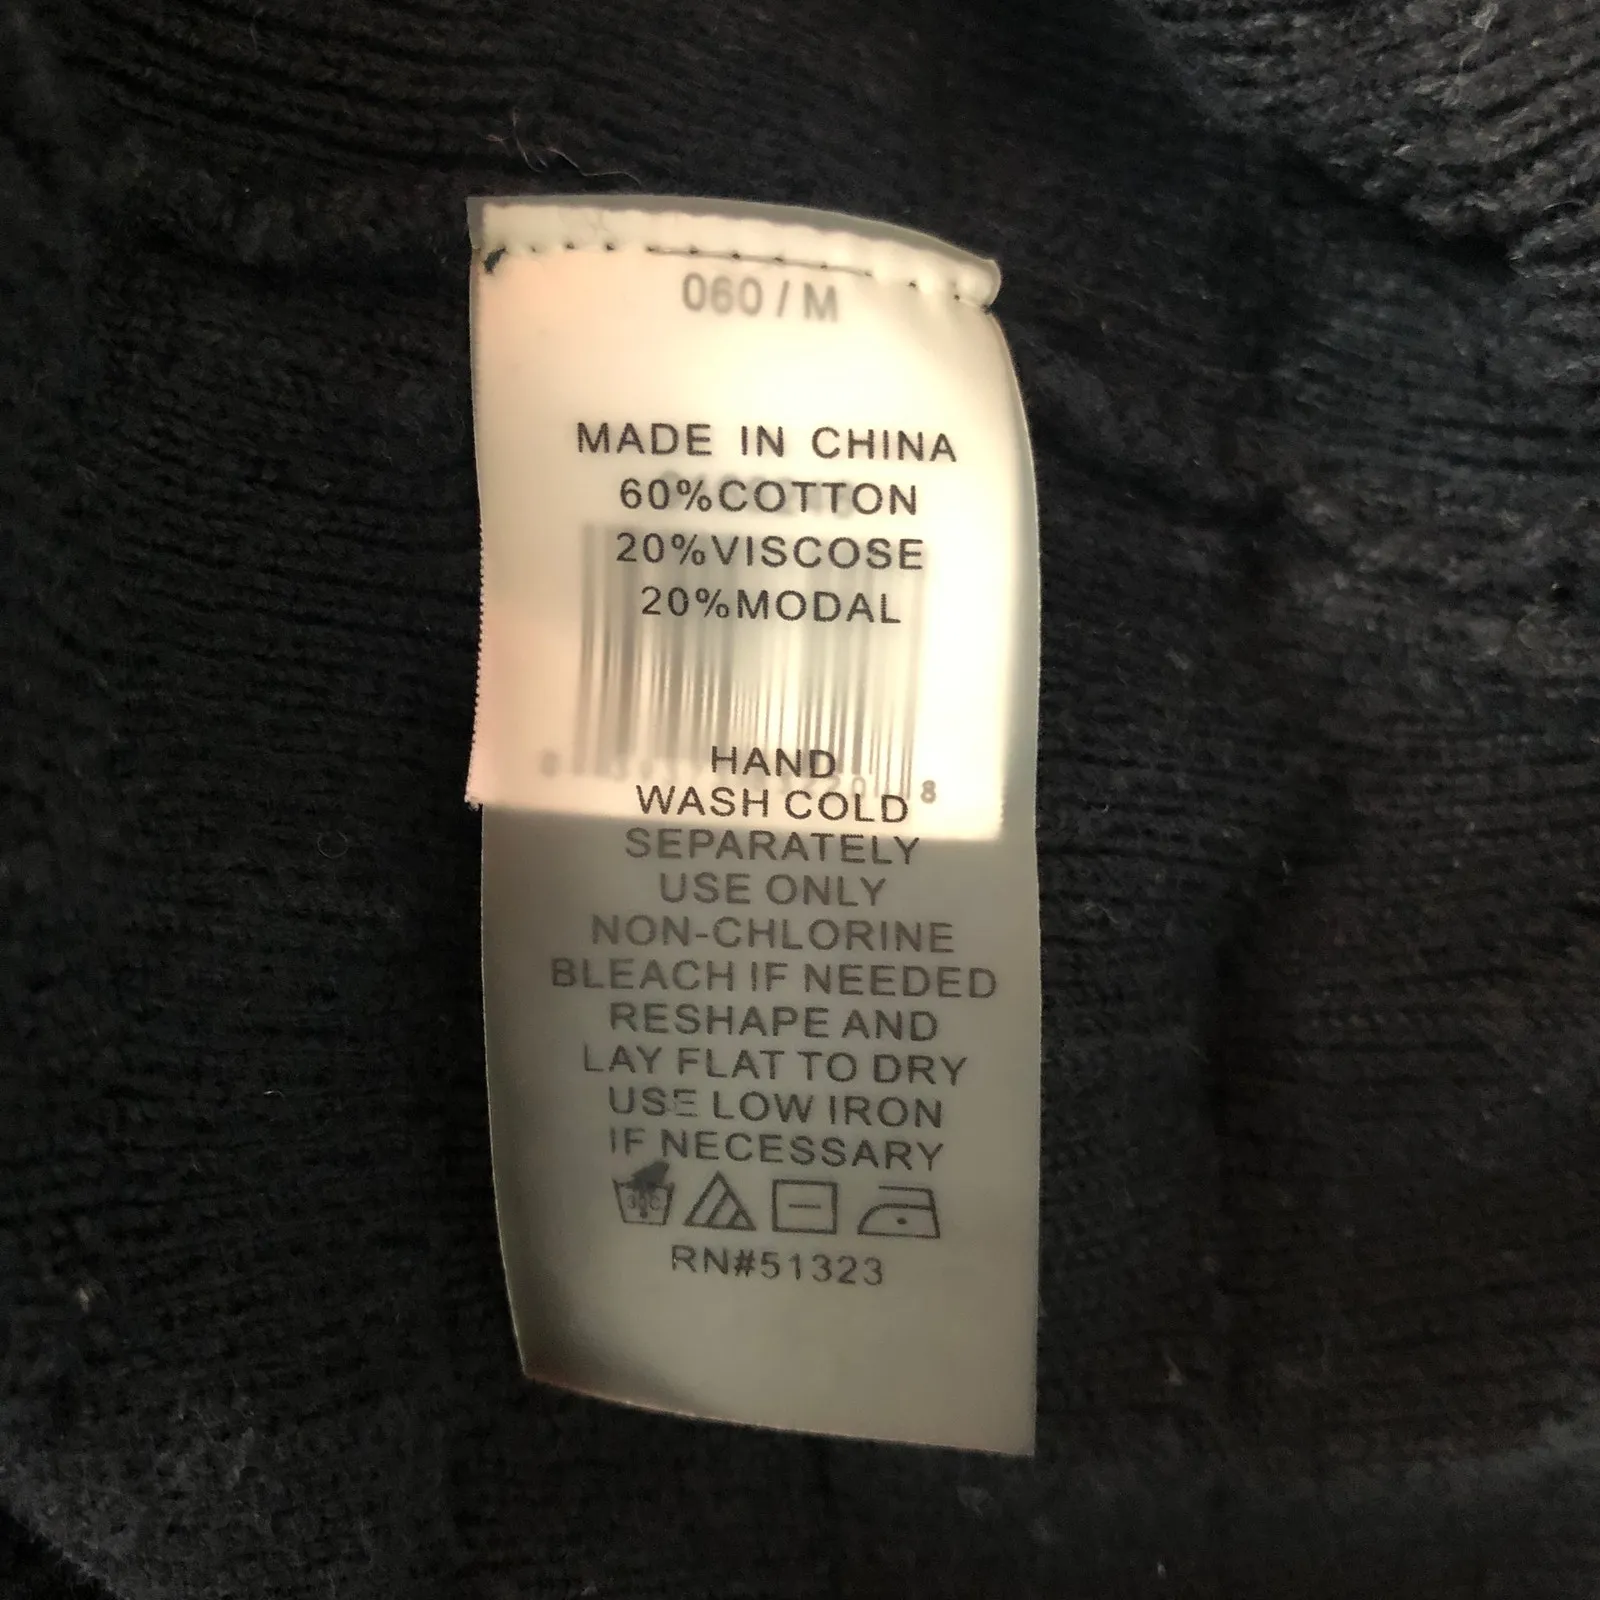 060 / M
MADE IN CHINA
60%COTTON
20%VISCOSE
20%MODAL
HAND
WASH COLD
8
SEPARATELY
USE ONLY
NON-CHLORINE
BLEACH IF NEEDED
RESHAPE AND
LAY FLAT TO DRY
USE LOW IRON
IF NECESSARY
RN#51323